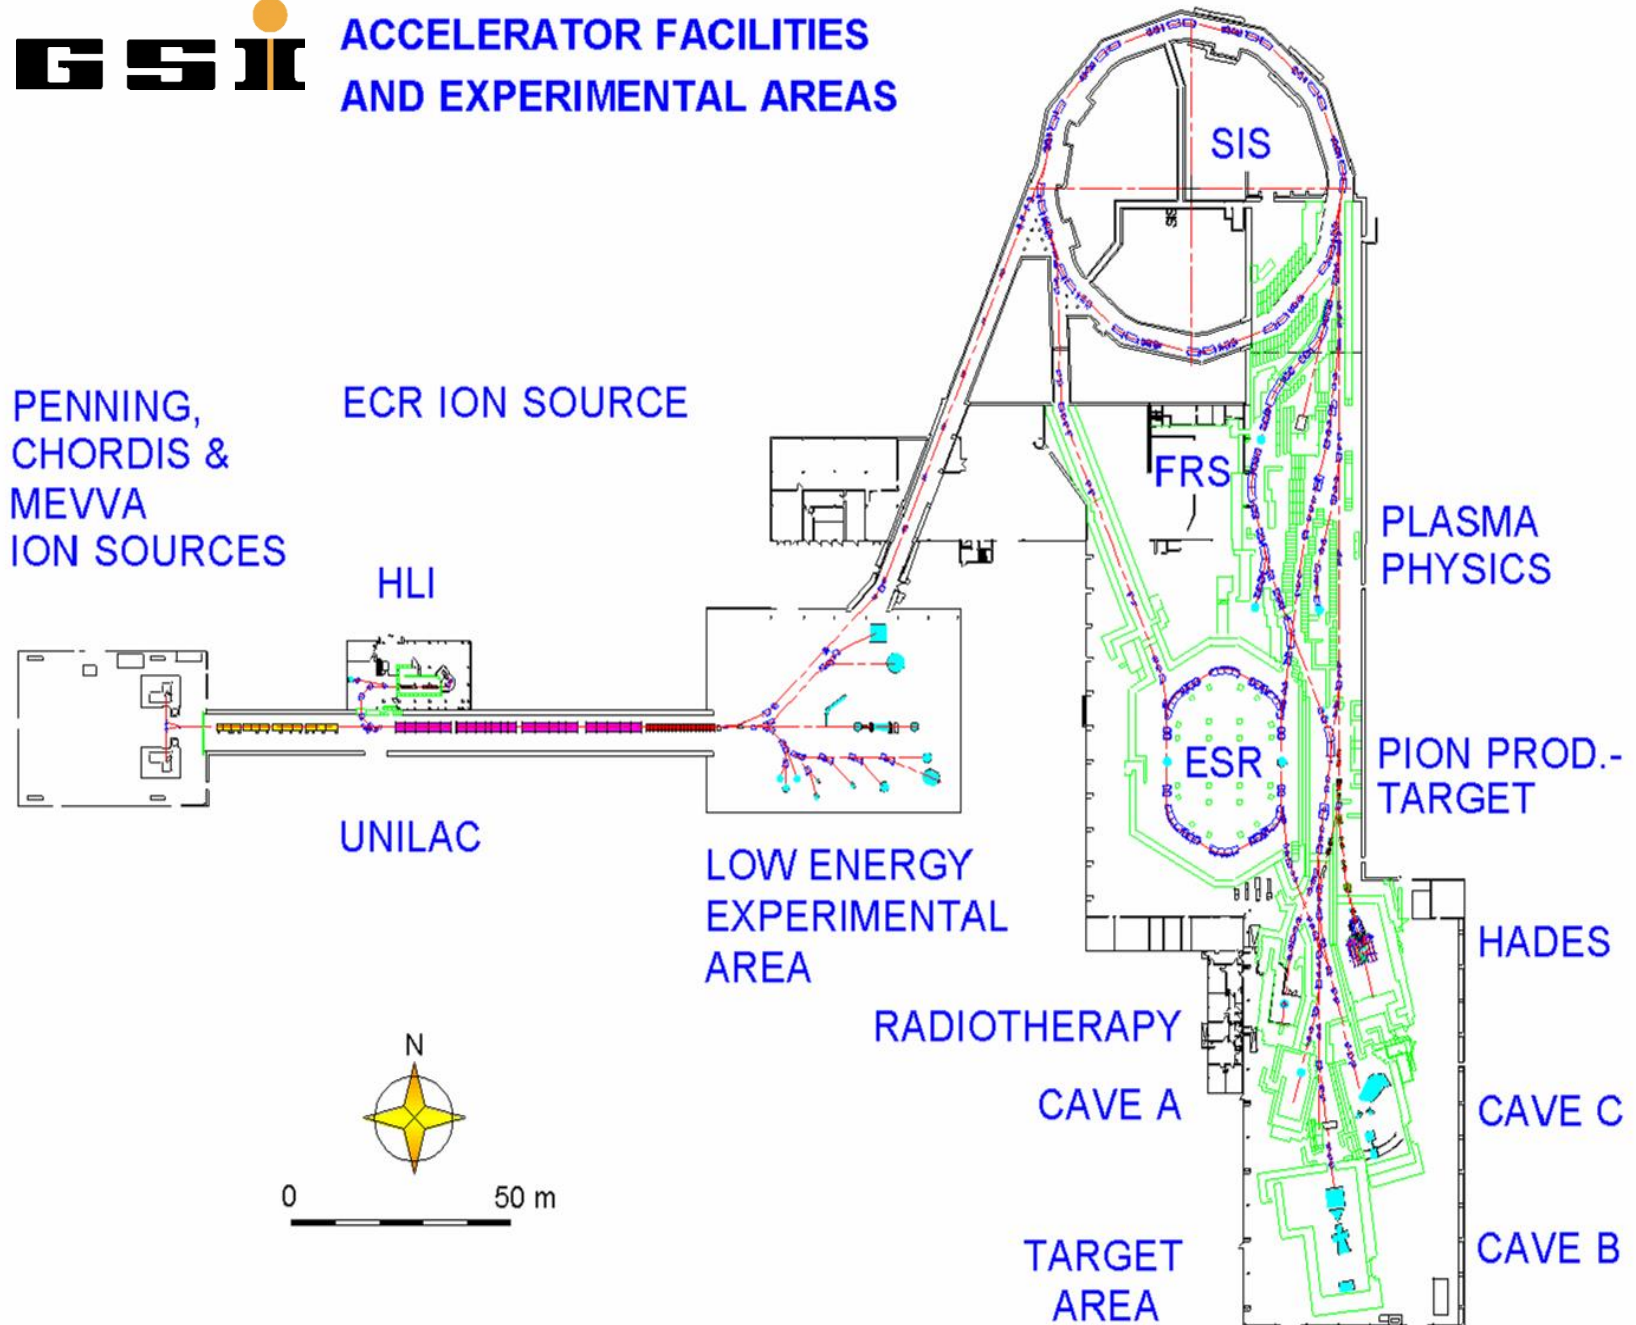 GSI
ACCELERATOR FACILITIES
AND EXPERIMENTAL AREAS
SIS
SIS
PENNING,
CHORDIS &
MEVVA
ION SOURCES
ECR ION SOURCE
HLI
FRS
PLASMA
PHYSICS
ESR
PION PROD.-
TARGET
UNILAC
LOW ENERGY
EXPERIMENTAL
AREA
HADES
RADIOTHERAPY
CAVE A
CAVE C
N
0 50 m
TARGET
AREA
CAVE B